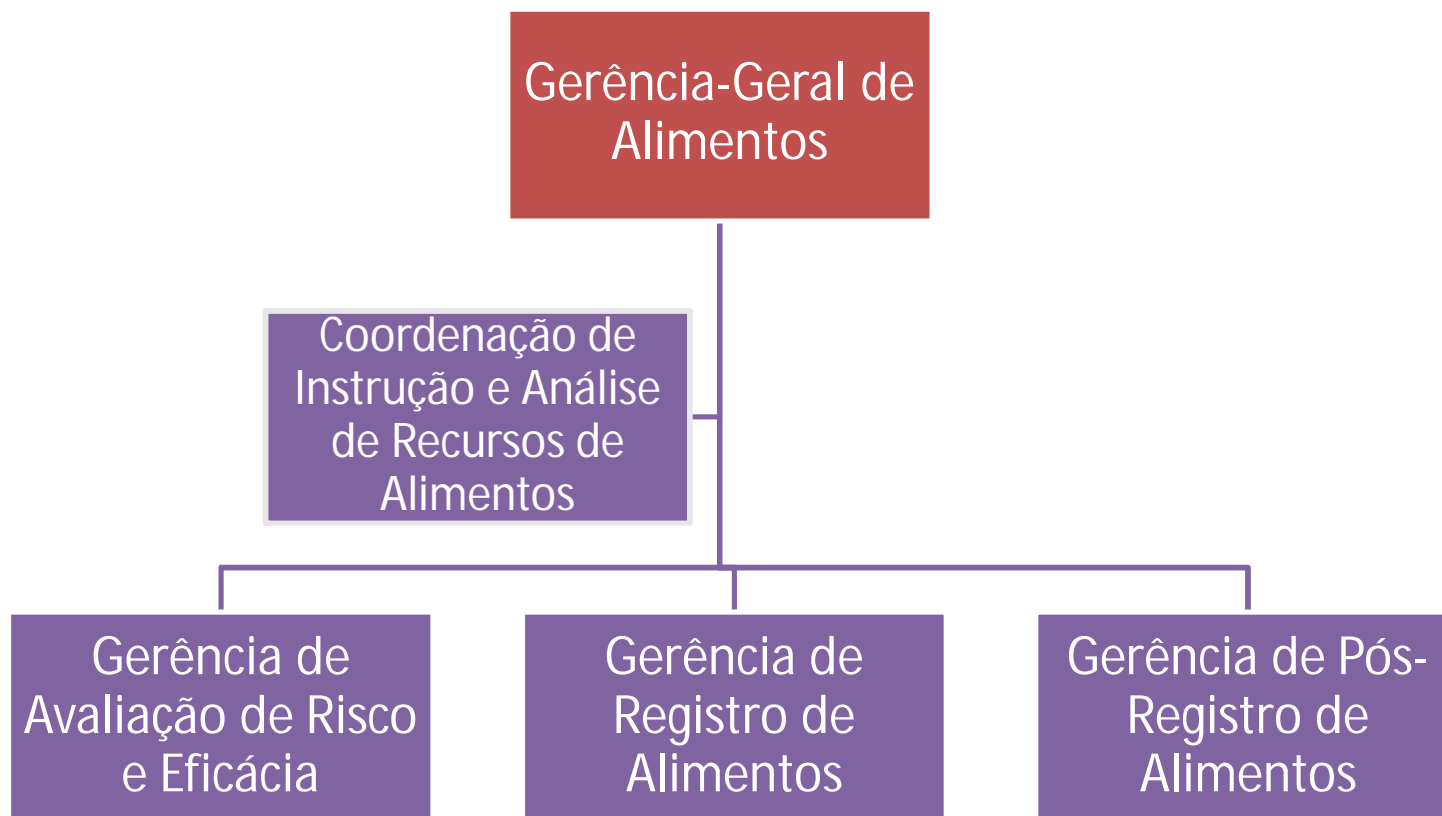 Gerência-Geral de
Alimentos
Coordenação de
Instrução e Análise
de Recursos de
Alimentos
Gerência de
Avaliação de Risco
e Eficácia
Gerência de
Registro de
Alimentos
Gerência de Pós-
Registro de
Alimentos